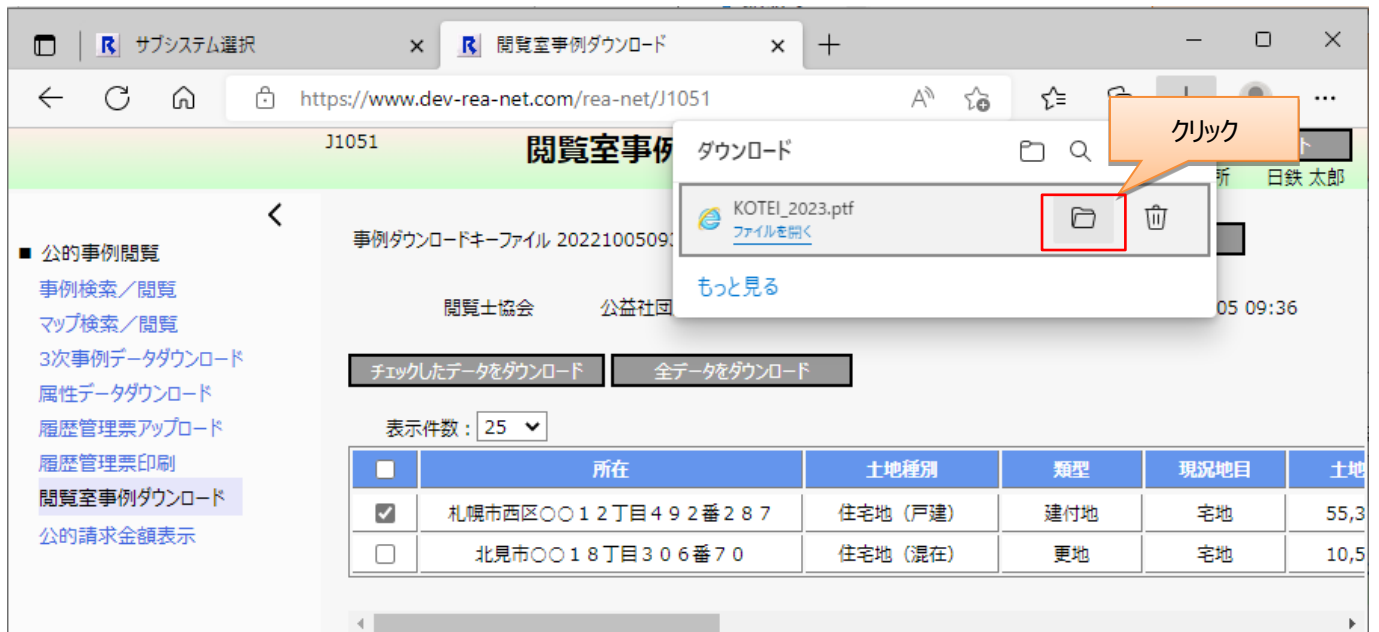 サブシステム選択
閲覧室事例ダウンロード
https://www.dev-rea-net.com/rea-net/J1051
クリック
J1051
閲覧室事例
ダウンロード
ト
所 日鉄 太郎
KOTEI_2023.ptf
ファイルを開く
もっと見る
■ 公的事例閲覧
事例検索／閲覧
マップ検索／閲覧
3次事例データダウンロード
属性データダウンロード
履歴管理票アップロード
履歴管理票印刷
閲覧室事例ダウンロード
公的請求金額表示
事例ダウンロードキーファイル 2022100509
閲覧士協会 公益社団
05 09:36
チェックしたデータをダウンロード 全データをダウンロード
表示件数： 25
所在 土地種別 類型 現況地目 土地
札幌市西区○○１２丁目４９２番２８７ 住宅地（戸建） 建付地 宅地 55,3
北見市○○１８丁目３０６番７０ 住宅地（混在） 更地 宅地 10,5